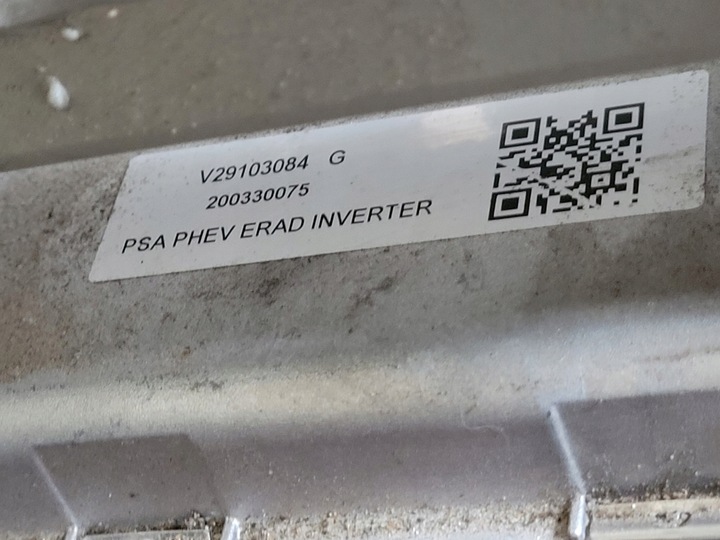 V29103084 G
200330075
PSA PHEV ERAD INVERTER